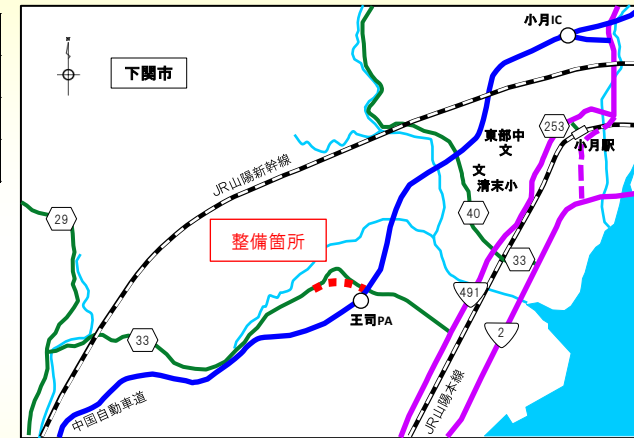 小月IC
下関市
253
東部中
文
小月駅
JR山陽新幹線
文
清末小
29
40
整備箇所
33
491
王司PA
2
33
中国自動車道
JR山陽本線